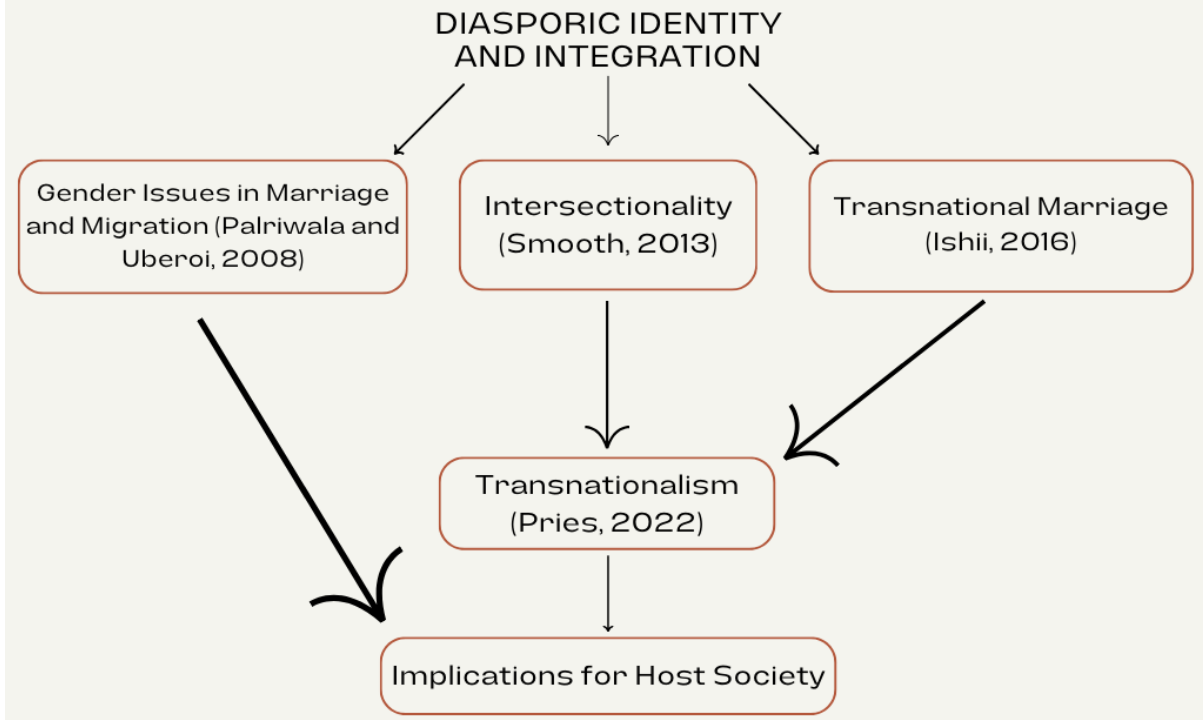 DIASPORIC IDENTITY
AND INTEGRATION
Gender Issues in Marriage
and Migration (Palriwala and
Uberoi, 2008)
Intersectionality
(Smooth, 2013)
Transnational Marriage
(Ishii, 2016)
Transnationalism
(Pries, 2022)
Implications for Host Society